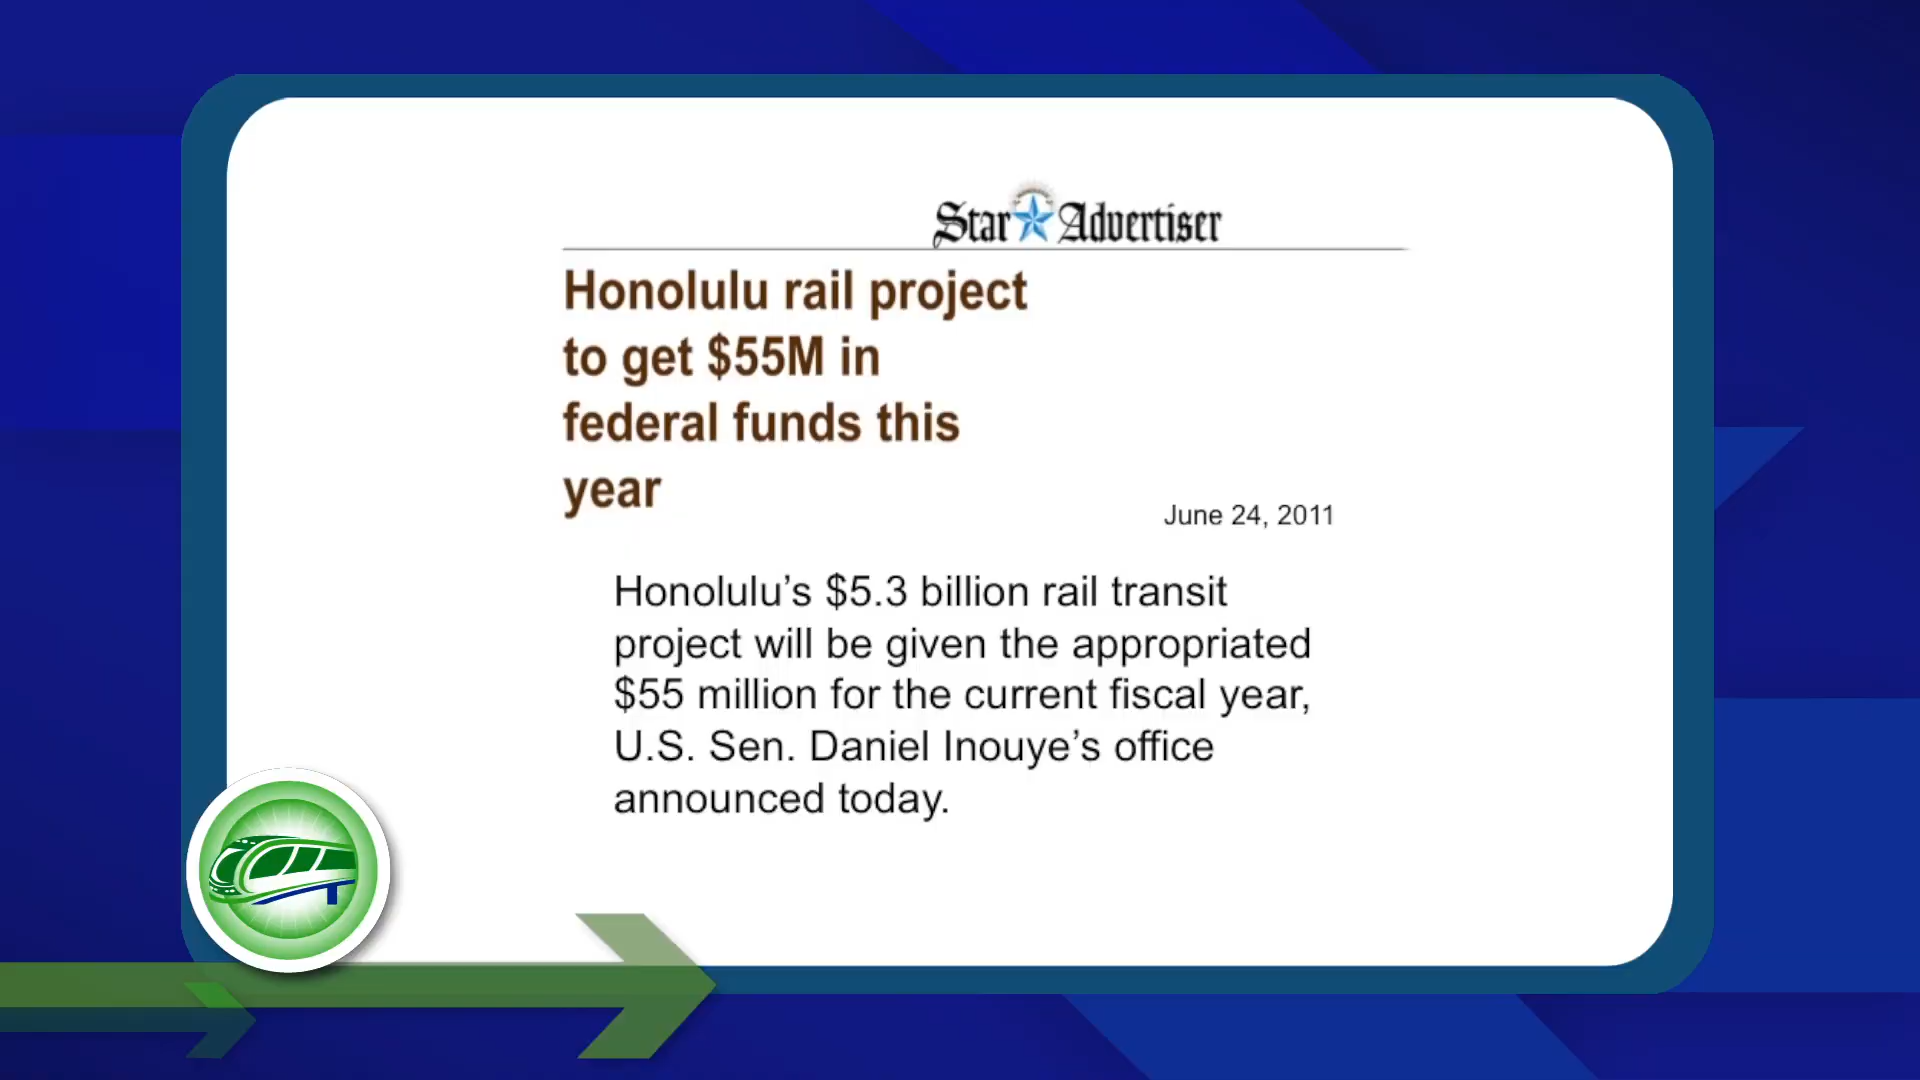 Star Advertiser
Honolulu rail project
to get $55M in
federal funds this
year
June 24, 2011
Honolulu’s $5.3 billion rail transit
project will be given the appropriated
$55 million for the current fiscal year,
U.S. Sen. Daniel Inouye’s office
announced today.